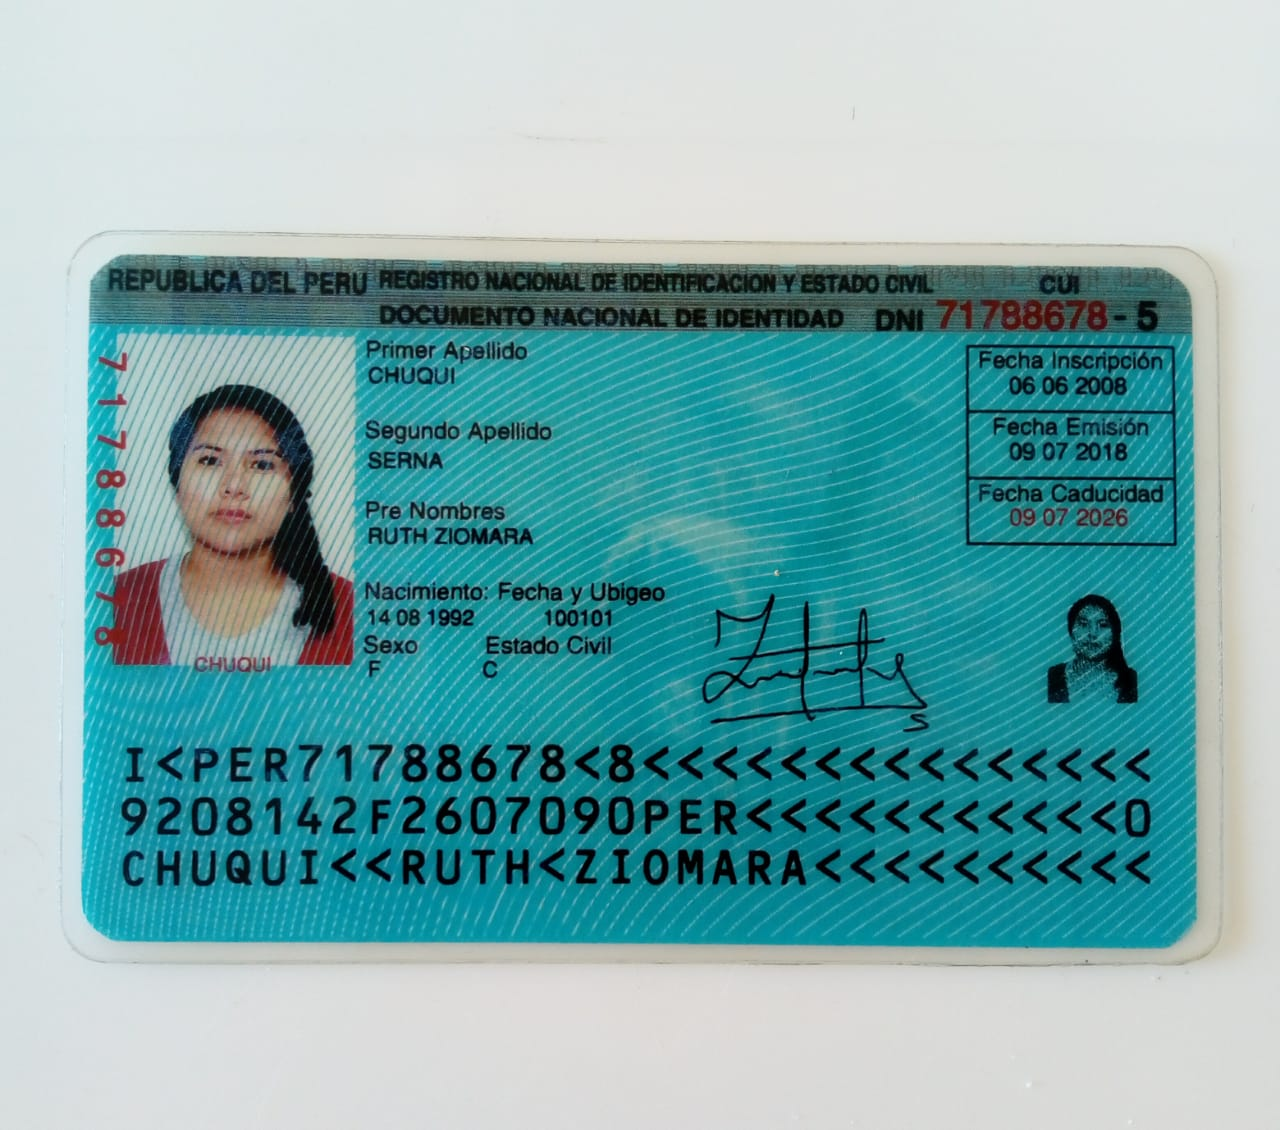 REPUBLICA DEL PERU REGISTRO NACIONAL DE IDENTIFICACION Y ESTADO CIVIL CUI
DOCUMENTO NACIONAL DE IDENTIDAD DNI 71788678 - 5
71788678
CHUQUI
Primer Apellido
CHUQUI
Segundo Apellido
SERNA
Pre Nombres
RUTH ZIOMARA
Nacimiento: Fecha y Ubigeo
14 08 1992 100101
Sexo Estado Civil
F C
Fecha Inscripción
06 06 2008
Fecha Emisión
09 07 2018
Fecha Caducidad
09 07 2026
I<PER71788678<8<<<<<<<<<<<<<<<
9208142F2607090PER<<<<<<<<<<<0
CHUQUI<<RUTH<ZIOMARA<<<<<<<<<<